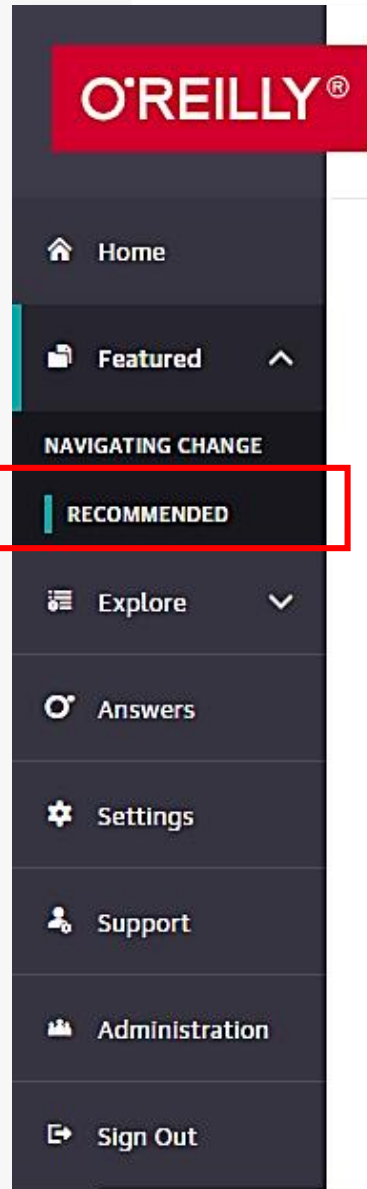 O'REILLY®
Home
Featured
NAVIGATING CHANGE
RECOMMENDED
Explore
Answers
Settings
Support
Administration
Sign Out